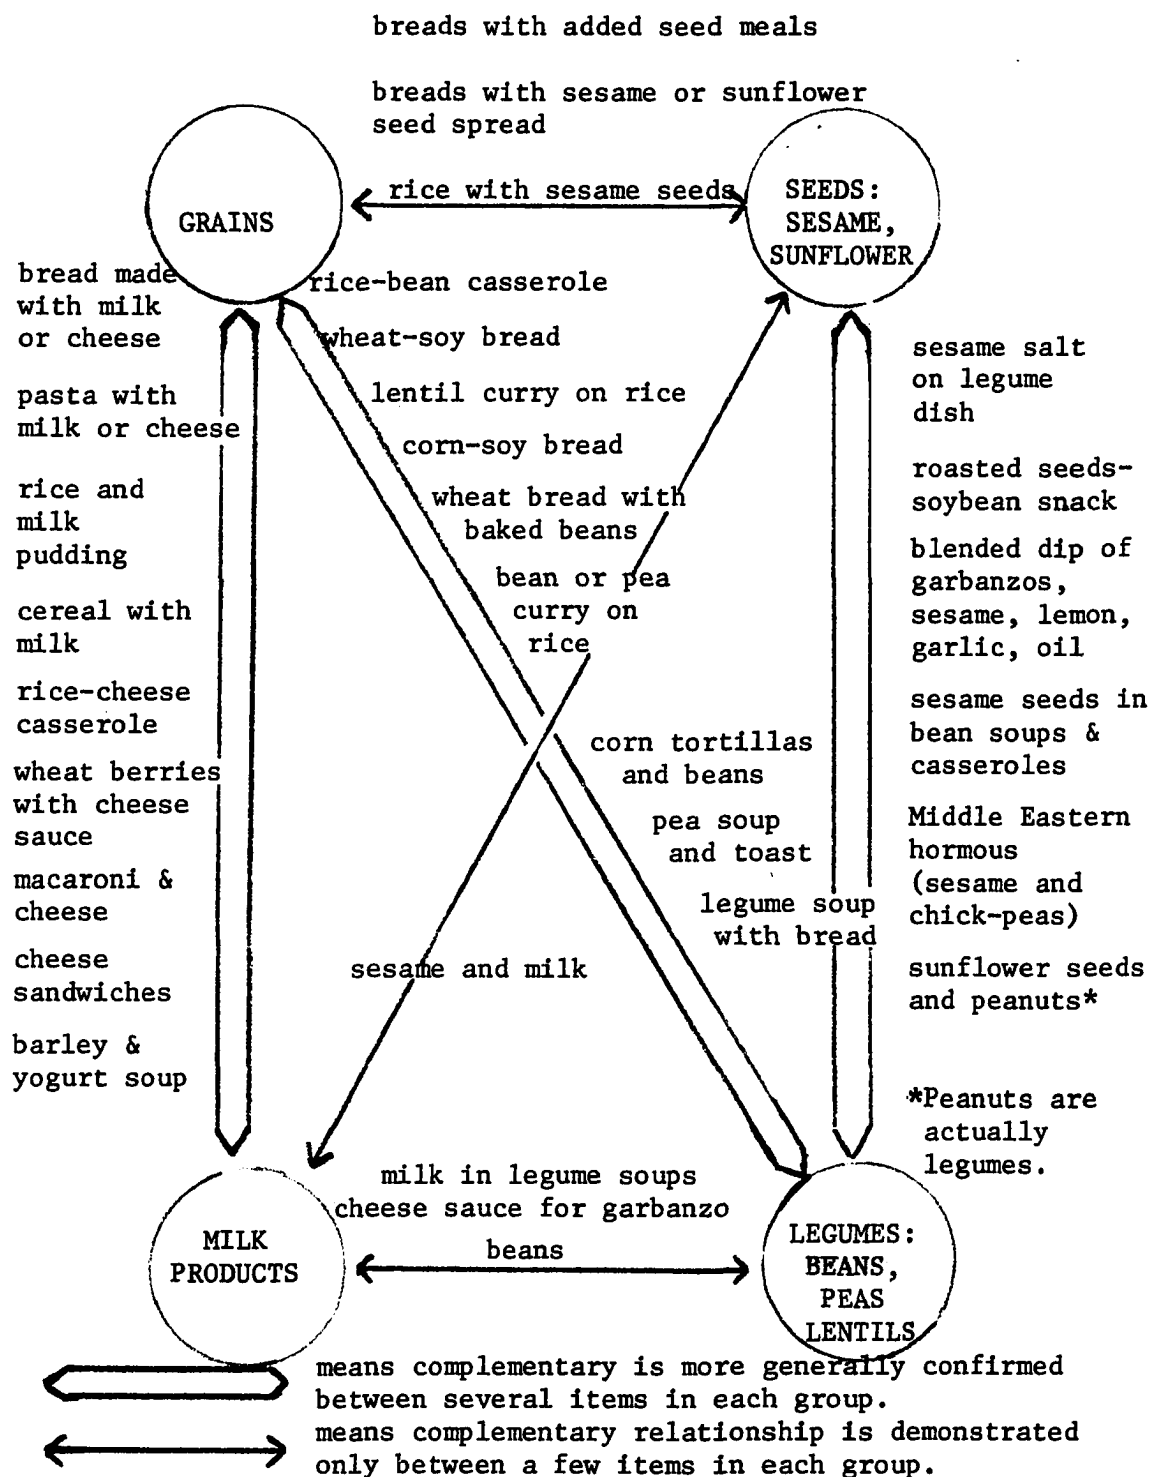 breads with added seed meals
breads with sesame or sunflower
seed spread
rice with sesame seeds
GRAINS
SEEDS:
SESAME,
SUNFLOWER
bread made
with milk
or cheese
pasta with
milk or cheese
rice and
milk
pudding
cereal with
milk
rice-cheese
casserole
wheat berries
with cheese
sauce
macaroni &
cheese
cheese
sandwiches
barley &
yogurt soup
rice-bean casserole
wheat-soy bread
lentil curry on rice
corn-soy bread
wheat bread with
baked beans
bean or pea
curry on
rice
corn tortillas
and beans
pea soup
and toast
legume soup
with bread
sesame and milk
sesame salt
on legume
dish
roasted seeds-
soybean snack
blended dip of
garbanzos,
sesame, lemon,
garlic, oil
sesame seeds in
bean soups &
casseroles
Middle Eastern
hormous
(sesame and
chick-peas)
sunflower seeds
and peanuts*
*Peanuts are
actually
legumes.
milk in legume soups
cheese sauce for garbanzo
beans
MILK
PRODUCTS
LEGUMES:
BEANS,
PEAS
LENTILS
means complementary is more generally confirmed
between several items in each group.
means complementary relationship is demonstrated
only between a few items in each group.